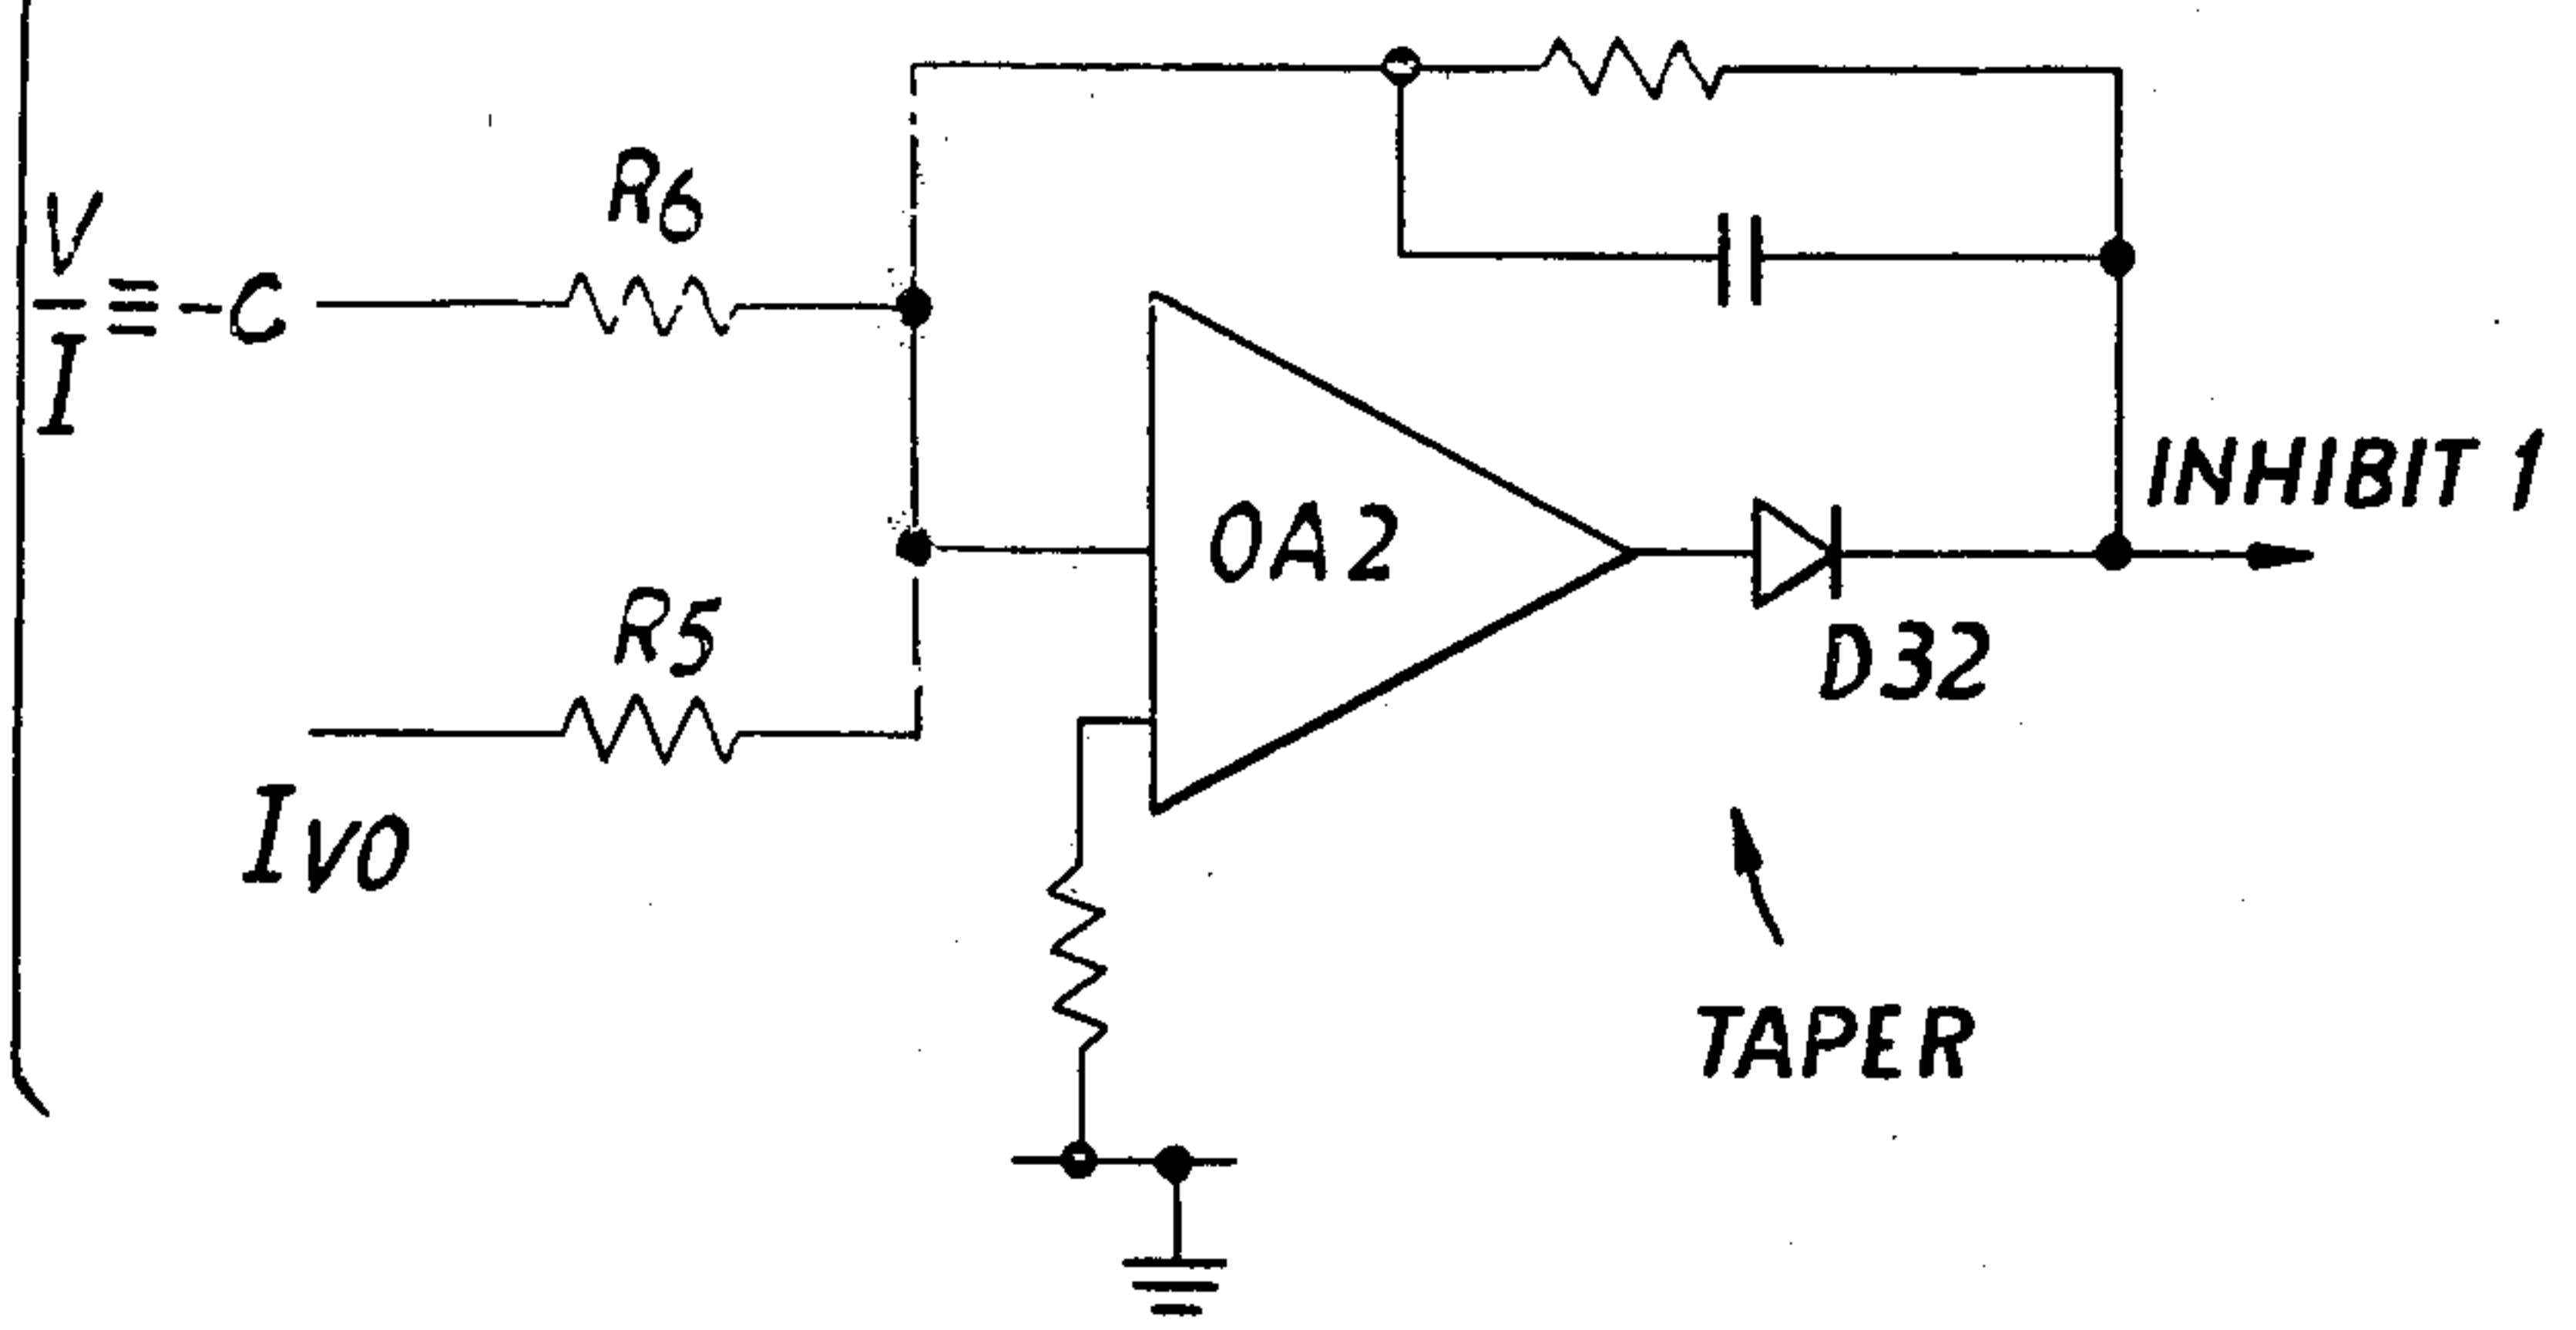 R6
V/I ≡ -C
OA2
INHIBIT 1
R5
D32
IVO
TAPER